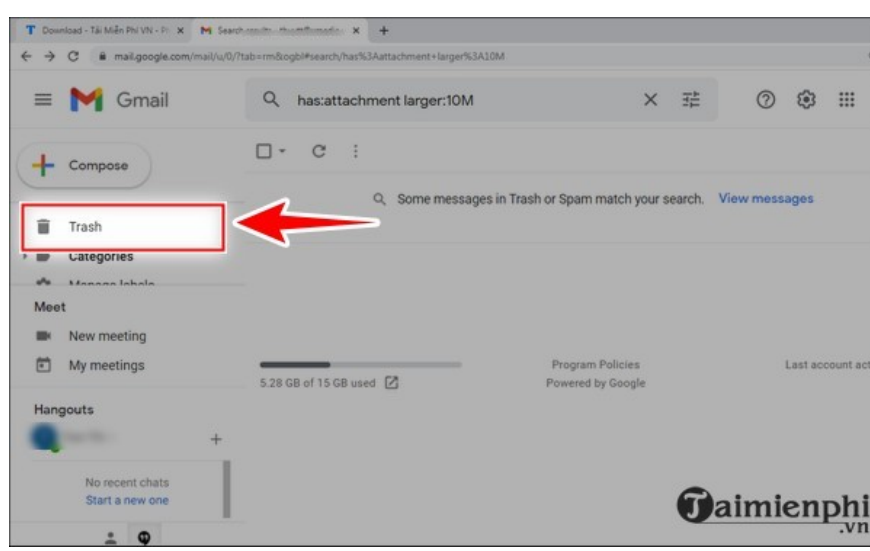 Download - Tải Miễn Phí VN - Ph
Search results
mail.google.com/mail/u/0/?tab=rm&ogbl#search/has%3Aattachment+larger%3A10M
Gmail
has:attachment larger:10M
Compose
Some messages in Trash or Spam match your search. View messages
Trash
Categories
Manage labels
Meet
New meeting
My meetings
Program Policies
Last account act
5.28 GB of 15 GB used
Powered by Google
Hangouts
No recent chats
Start a new one
Taimienphi
.vn